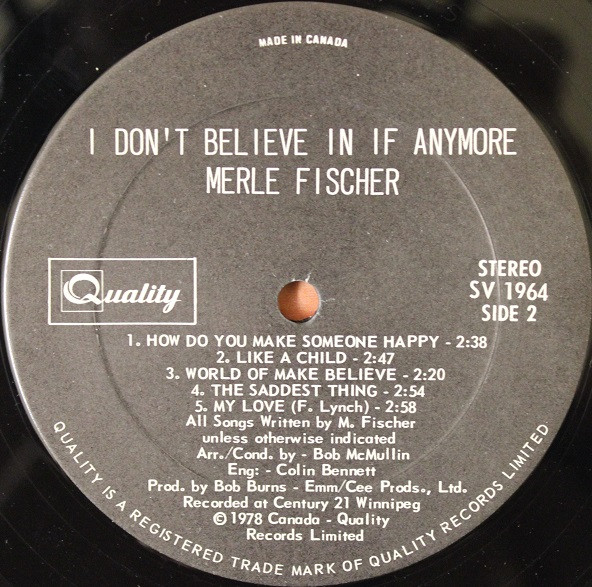 MADE IN CANADA
I DON'T BELIEVE IN IF ANYMORE
MERLE FISCHER
Quality
STEREO
SV 1964
SIDE 2
1. HOW DO YOU MAKE SOMEONE HAPPY - 2:38
2. LIKE A CHILD - 2:47
3. WORLD OF MAKE BELIEVE - 2:20
4. THE SADDEST THING - 2:54
5. MY LOVE (F. Lynch) - 2:58
All Songs Written by M. Fischer
unless otherwise indicated
Arr./Cond. by - Bob McMullin
Eng: - Colin Bennett
Prod. by Bob Burns - Emm/Cee Prods., Ltd.
Recorded at Century 21 Winnipeg
© 1978 Canada - Quality
Records Limited
QUALITY IS A REGISTERED TRADE MARK OF QUALITY RECORDS LIMITED